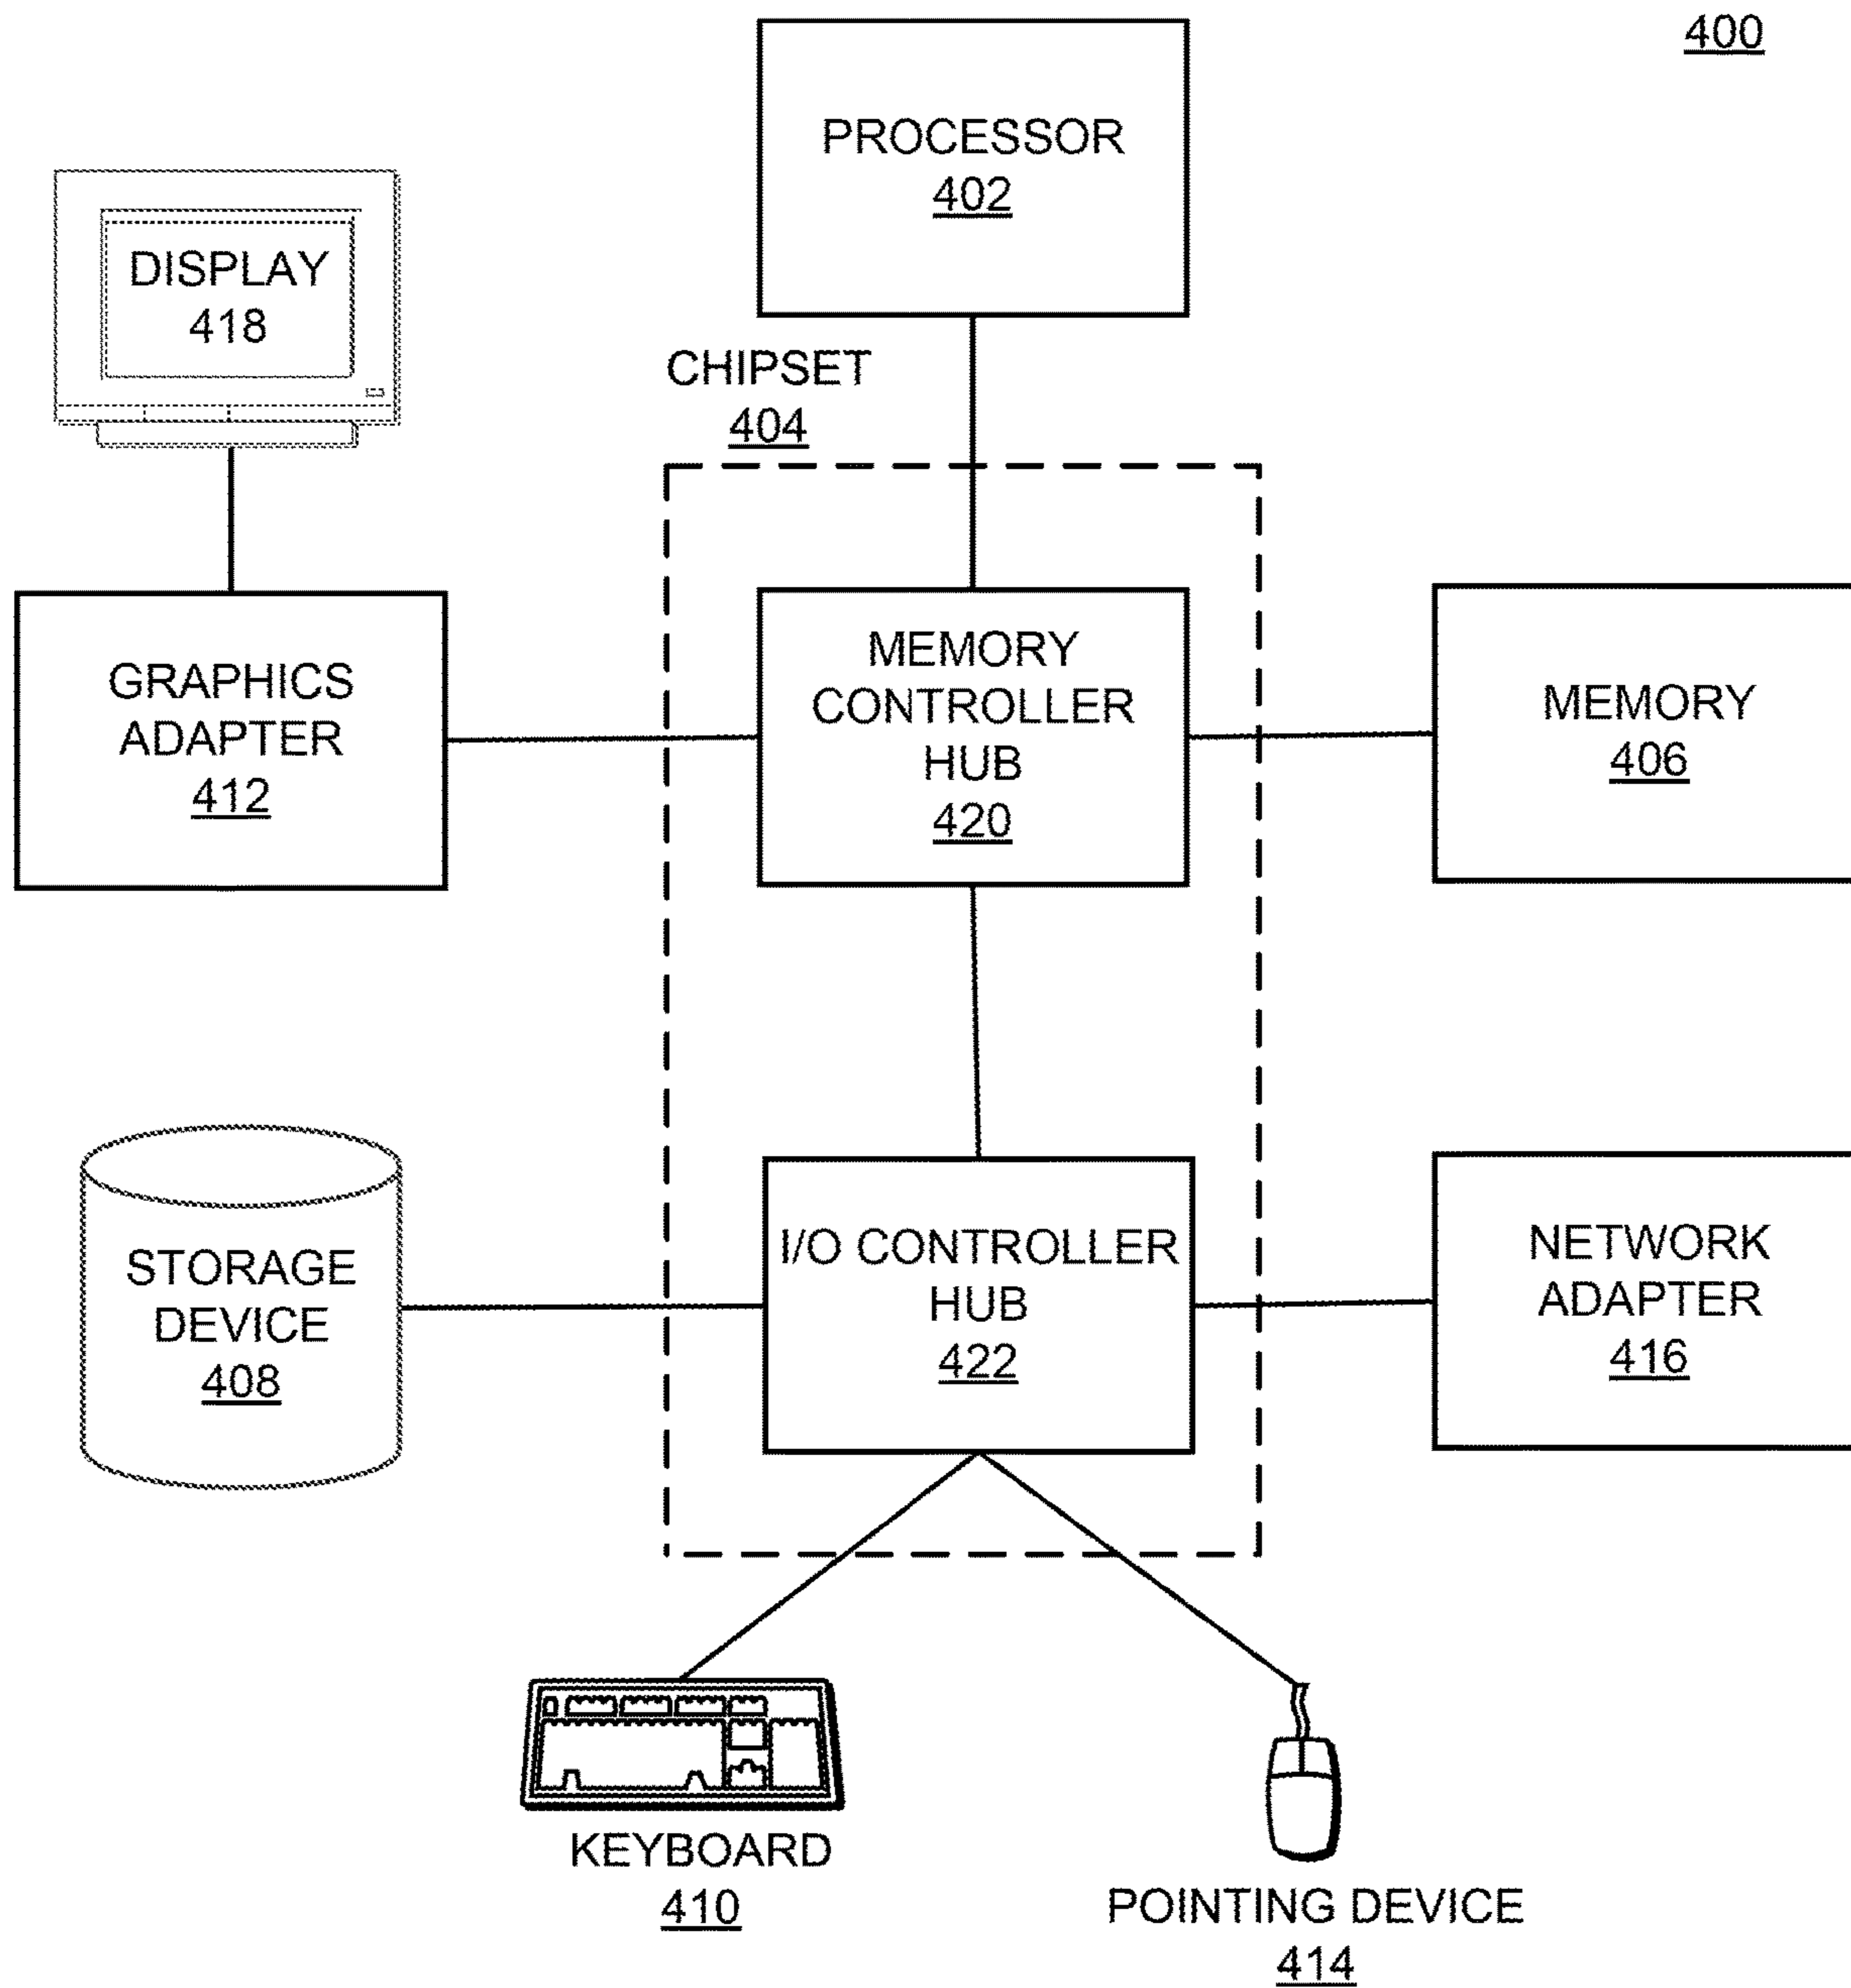 400
PROCESSOR
402
DISPLAY
418
CHIPSET
404
GRAPHICS
ADAPTER
412
MEMORY
CONTROLLER
HUB
420
MEMORY
406
STORAGE
DEVICE
408
I/O CONTROLLER
HUB
422
NETWORK
ADAPTER
416
KEYBOARD
410
POINTING DEVICE
414